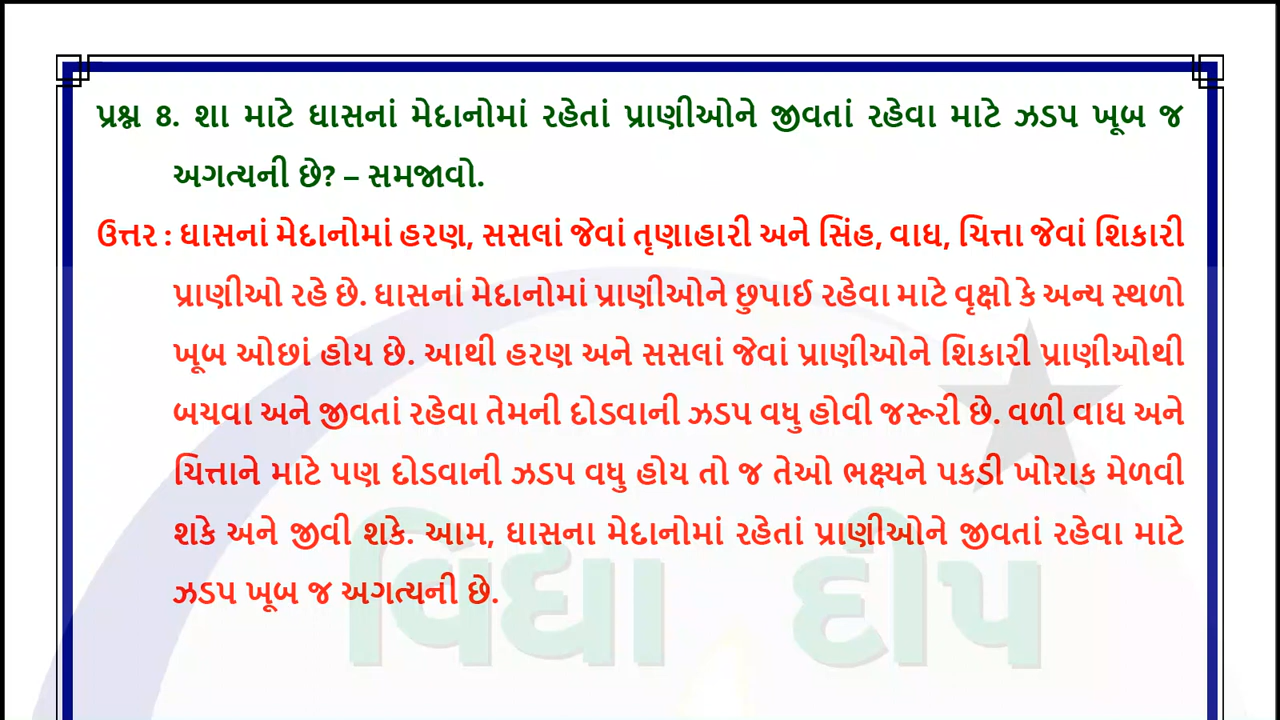 પ્રશ્ન 8. શા માટે ઘાસનાં મેદાનોમાં રહેતાં પ્રાણીઓને જીવતાં રહેવા માટે ઝડપ ખૂબ જ
અગત્યની છે? – સમજાવો.
ઉત્તર : ઘાસનાં મેદાનોમાં હરણ, સસલાં જેવાં તૃણાહારી અને સિંહ, વાઘ, ચિત્તા જેવાં શિકારી
પ્રાણીઓ રહે છે. ઘાસનાં મેદાનોમાં પ્રાણીઓને છુપાઈ રહેવા માટે વૃક્ષો કે અન્ય સ્થળો
ખૂબ ઓછાં હોય છે. આથી હરણ અને સસલાં જેવાં પ્રાણીઓને શિકારી પ્રાણીઓથી
બચવા અને જીવતાં રહેવા તેમની દોડવાની ઝડપ વધુ હોવી જરૂરી છે. વળી વાઘ અને
ચિત્તાને માટે પણ દોડવાની ઝડપ વધુ હોય તો જ તેઓ ભક્ષ્યને પકડી ખોરાક મેળવી
શકે અને જીવી શકે. આમ, ઘાસના મેદાનોમાં રહેતાં પ્રાણીઓને જીવતાં રહેવા માટે
ઝડપ ખૂબ જ અગત્યની છે.
વિદ્યા દીપ